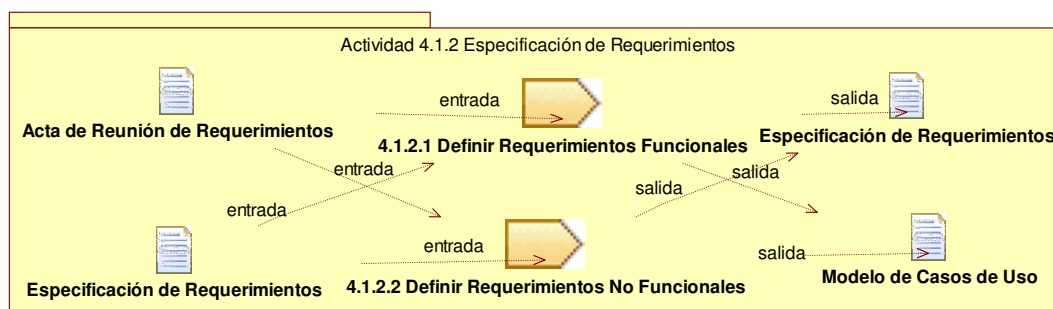 Actividad 4.1.2 Especificación de Requerimientos
entrada
salida
Acta de Reunión de Requerimientos
4.1.2.1 Definir Requerimientos Funcionales
Especificación de Requerimientos
entrada
salida
entrada
salida
entrada
salida
Especificación de Requerimientos
4.1.2.2 Definir Requerimientos No Funcionales
Modelo de Casos de Uso